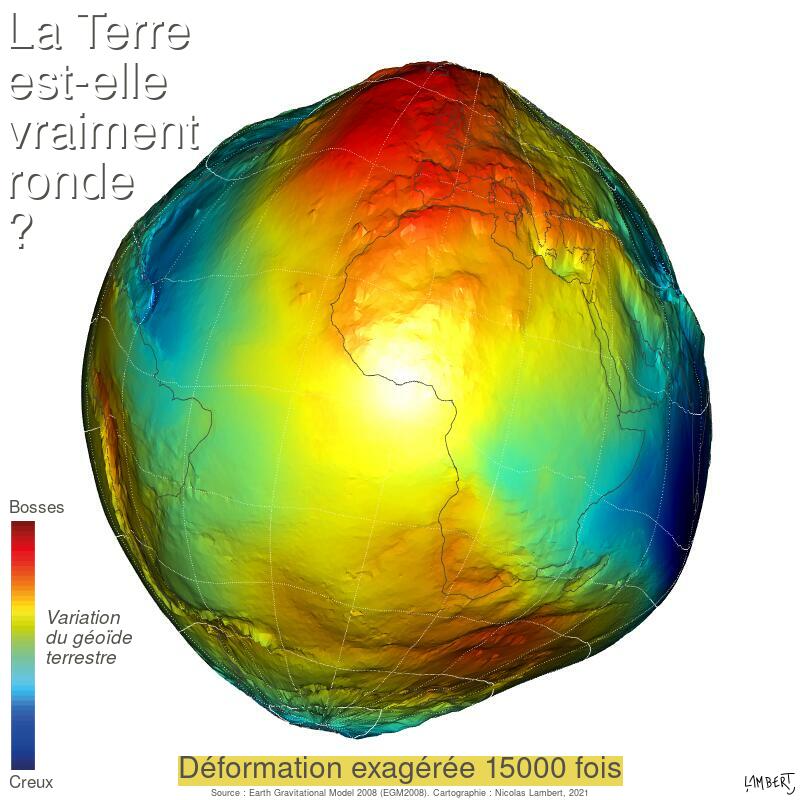 La Terre
est-elle
vraiment
ronde
?
Bosses
Variation
du géoïde
terrestre
Creux
Déformation exagérée 15000 fois
Source : Earth Gravitational Model 2008 (EGM2008). Cartographie : Nicolas Lambert, 2021
LAMBERT